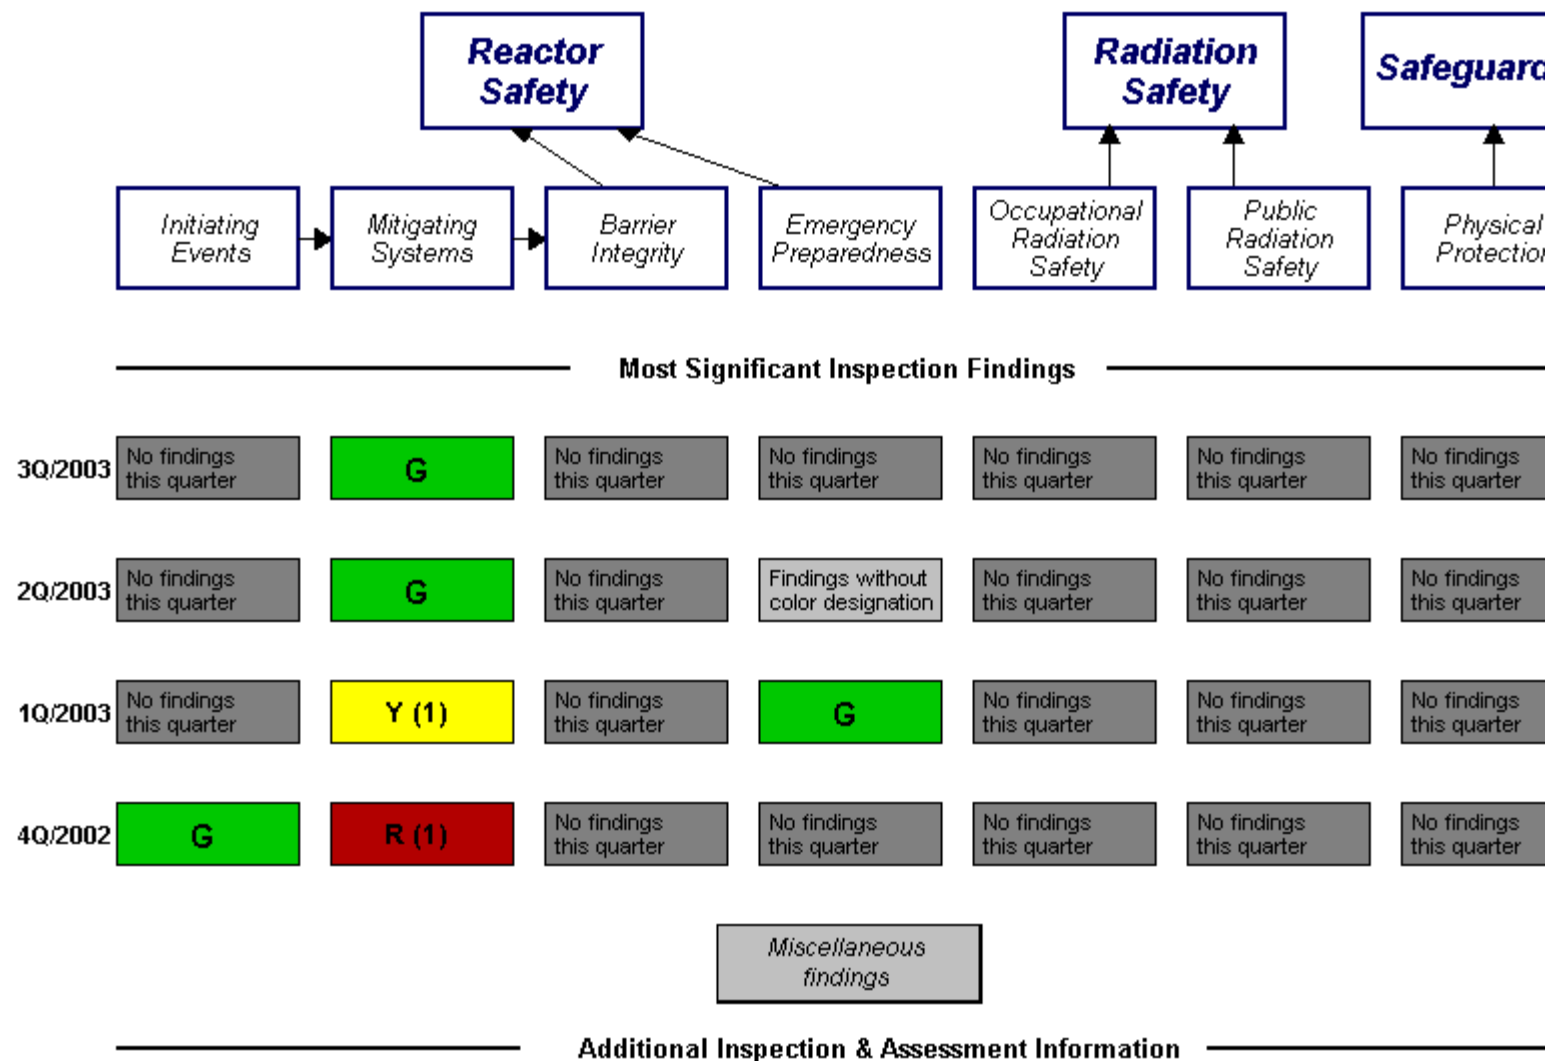 Reactor
Safety
Radiation
Safety
Safeguard
Initiating
Events
Mitigating
Systems
Barrier
Integrity
Emergency
Preparedness
Occupational
Radiation
Safety
Public
Radiation
Safety
Physical
Protection
Most Significant Inspection Findings
3Q/2003
No findings
this quarter
G
No findings
this quarter
No findings
this quarter
No findings
this quarter
No findings
this quarter
No findings
this quarter
2Q/2003
No findings
this quarter
G
No findings
this quarter
Findings without
color designation
No findings
this quarter
No findings
this quarter
No findings
this quarter
1Q/2003
No findings
this quarter
Y (1)
No findings
this quarter
G
No findings
this quarter
No findings
this quarter
No findings
this quarter
4Q/2002
G
R (1)
No findings
this quarter
No findings
this quarter
No findings
this quarter
No findings
this quarter
No findings
this quarter
Miscellaneous
findings
Additional Inspection & Assessment Information